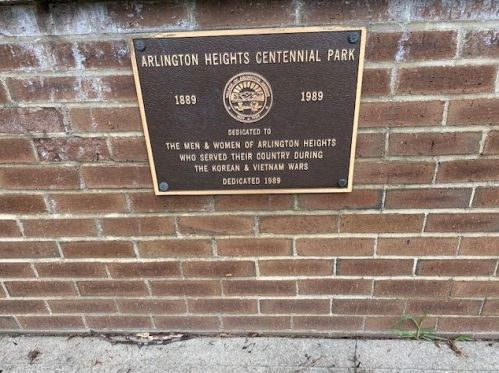 ARLINGTON HEIGHTS CENTENNIAL PARK
1889 1989
DEDICATED TO
THE MEN & WOMEN OF ARLINGTON HEIGHTS
WHO SERVED THEIR COUNTRY DURING
THE KOREAN & VIETNAM WARS
DEDICATED 1989